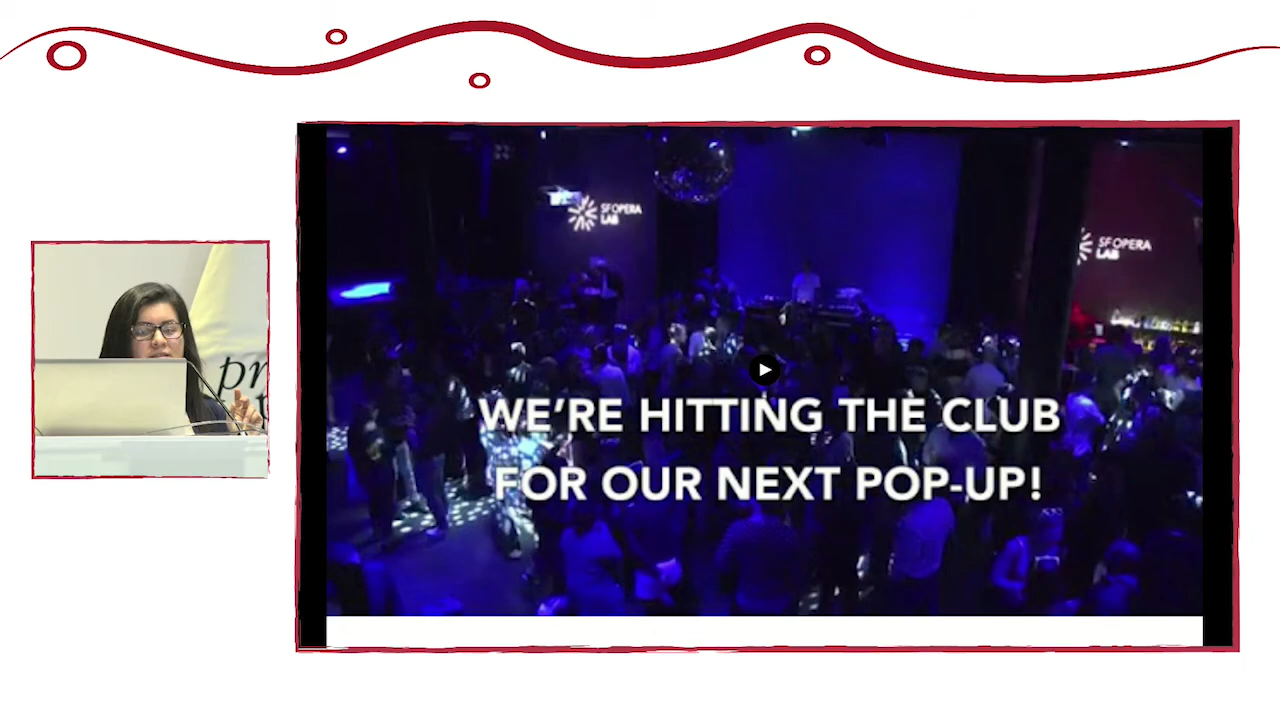 SF OPERA
LAB
SF OPERA
LAB
WE'RE HITTING THE CLUB
FOR OUR NEXT POP-UP!